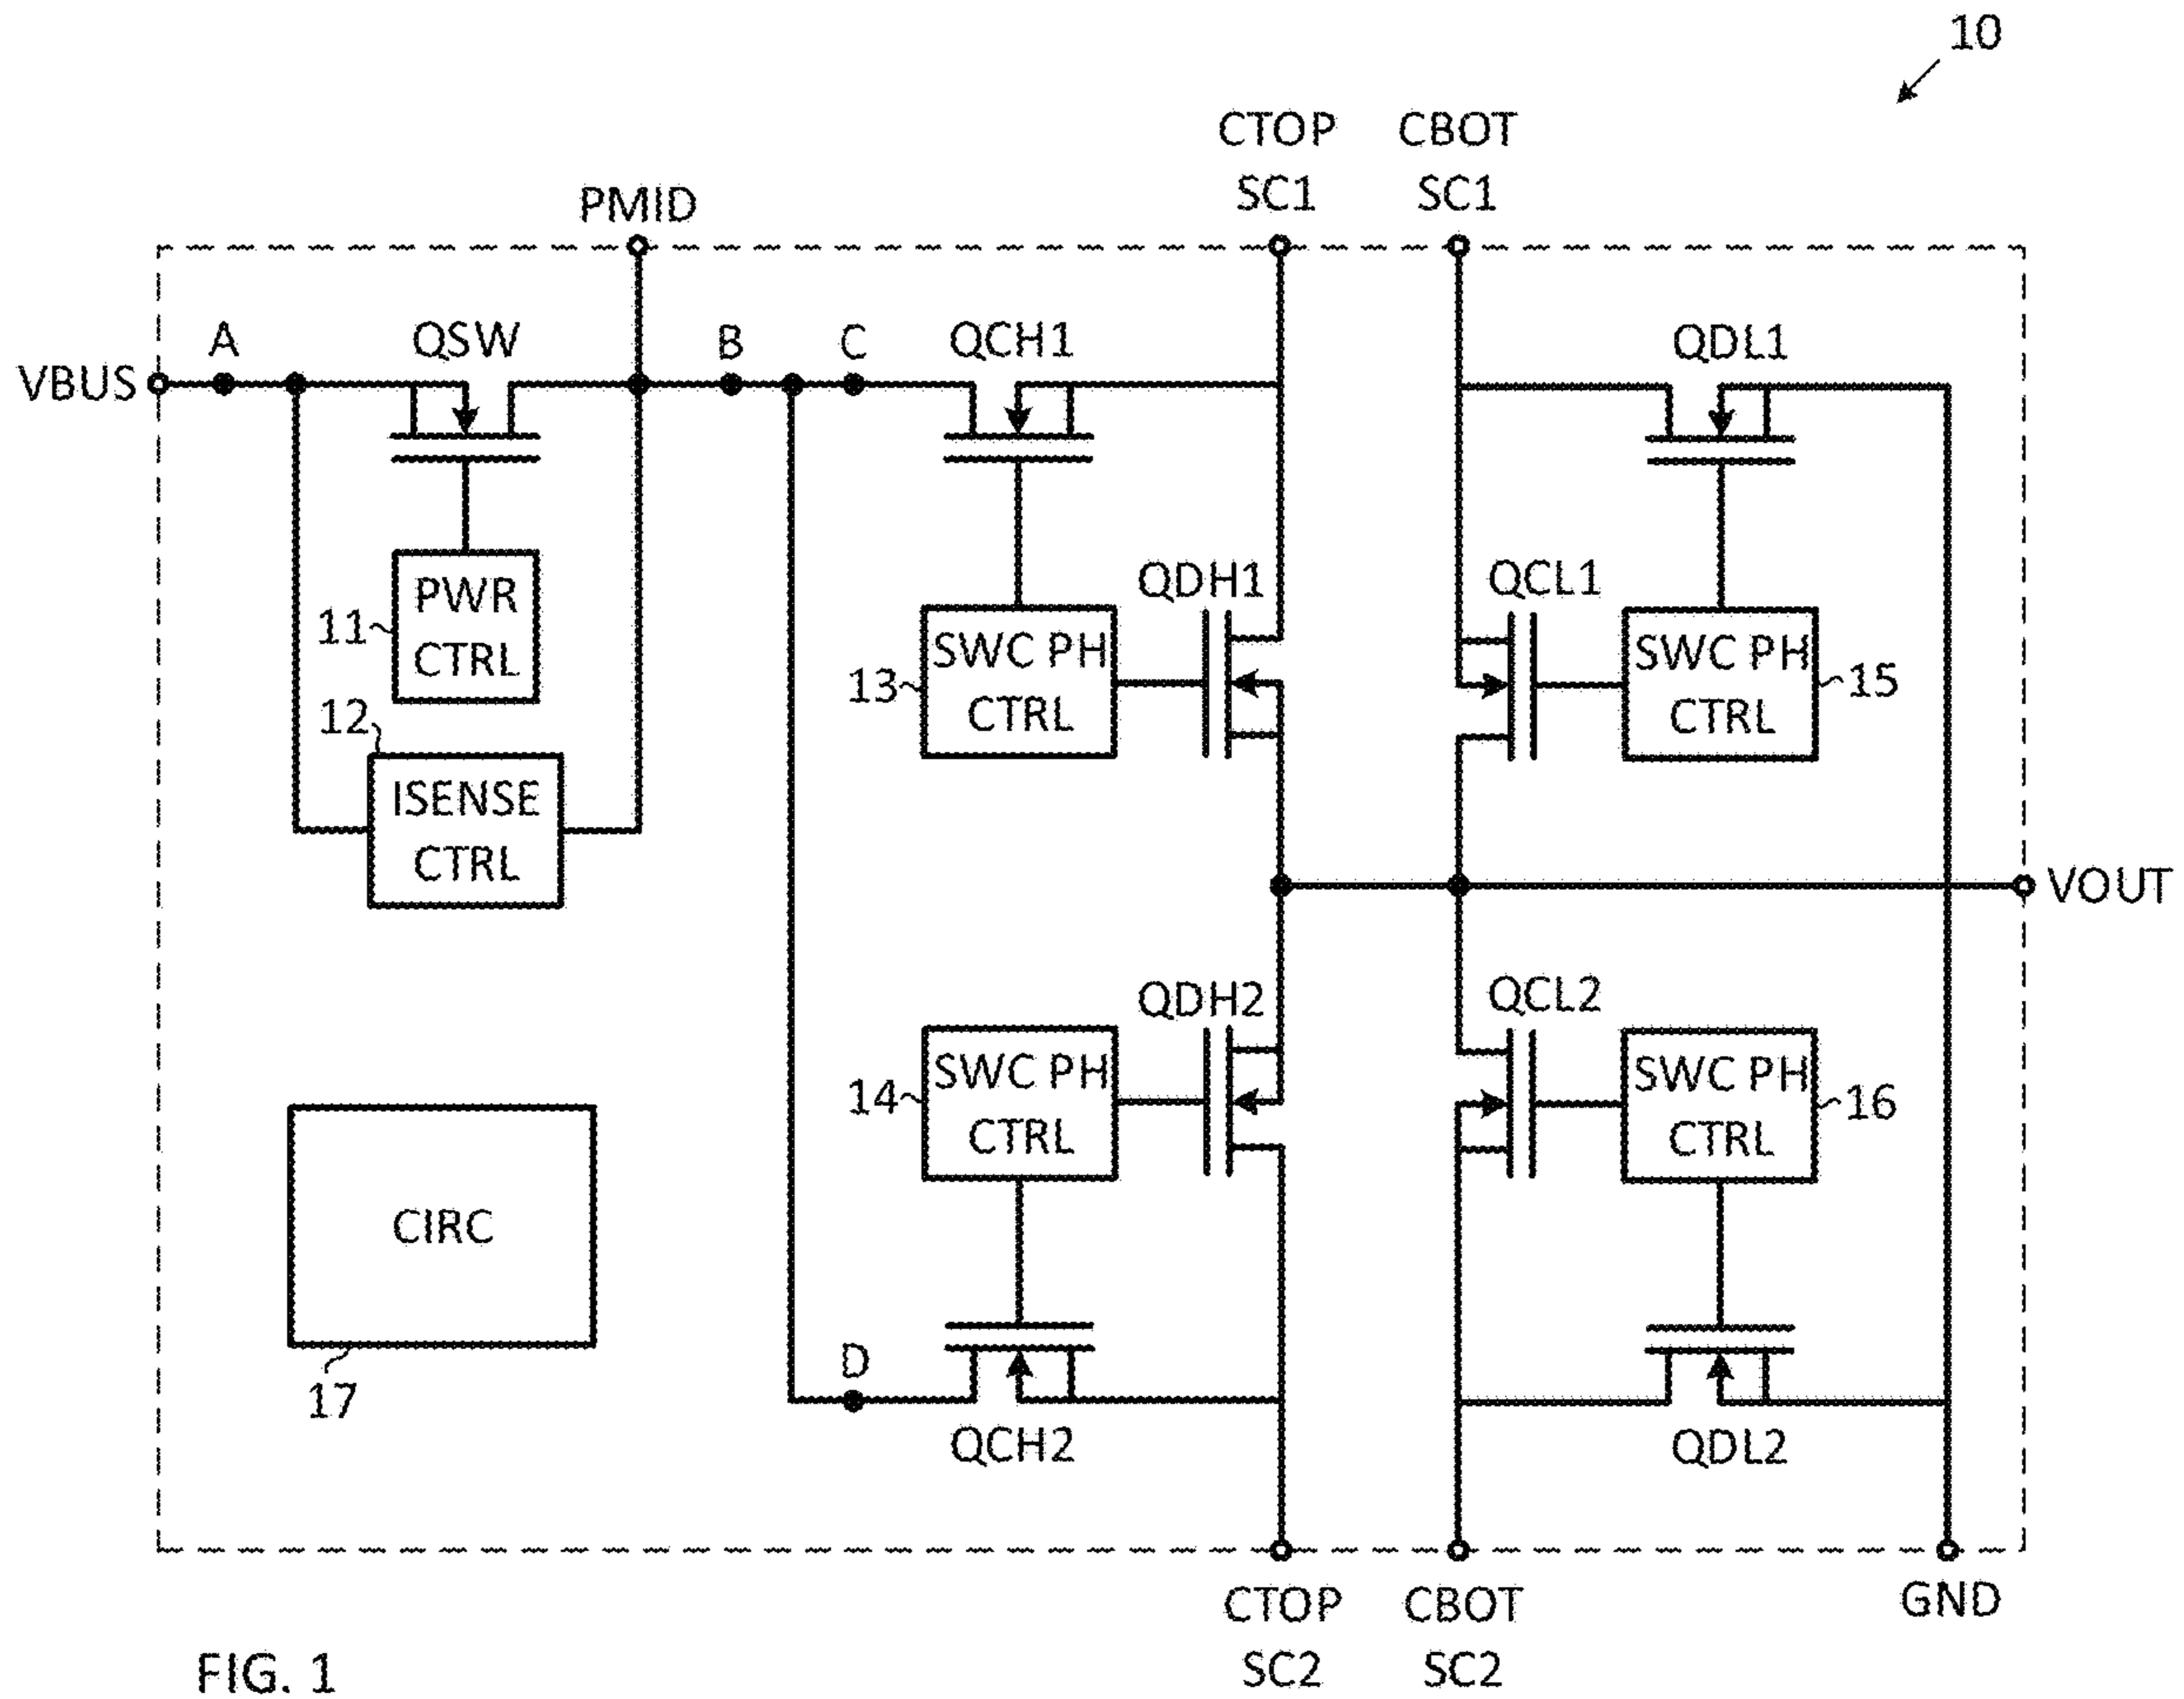 10
CTOP
SC1
CBOT
SC1
PMID
A
QSW
B
C
QCH1
QDL1
VBUS
PWR
CTRL
11
QDH1
QCL1
SWC PH
CTRL
13
SWC PH
CTRL
15
12
ISENSE
CTRL
VOUT
QDH2
QCL2
SWC PH
CTRL
14
SWC PH
CTRL
16
CIRC
17
D
QCH2
QDL2
CTOP
SC2
CBOT
SC2
GND
FIG. 1